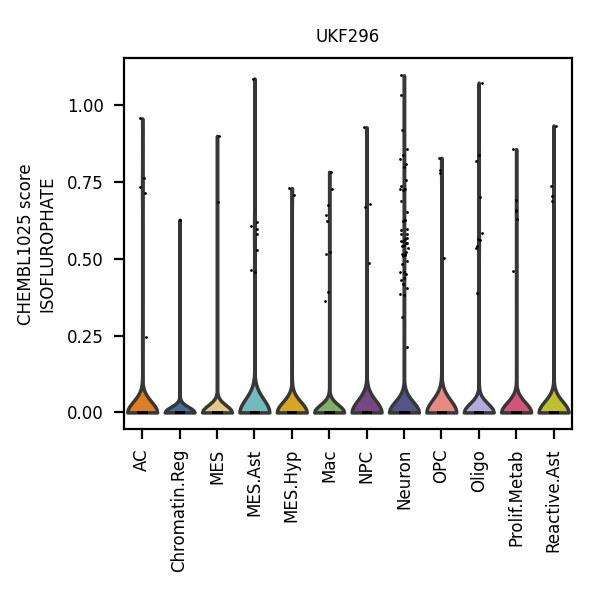 UKF296
CHEMBL1025 score
ISOFLUROPHATE
1.00
0.75
0.50
0.25
0.00
AC
Chromatin.Reg
MES
MES.Ast
MES.Hyp
Mac
NPC
Neuron
OPC
Oligo
Prolif.Metab
Reactive.Ast